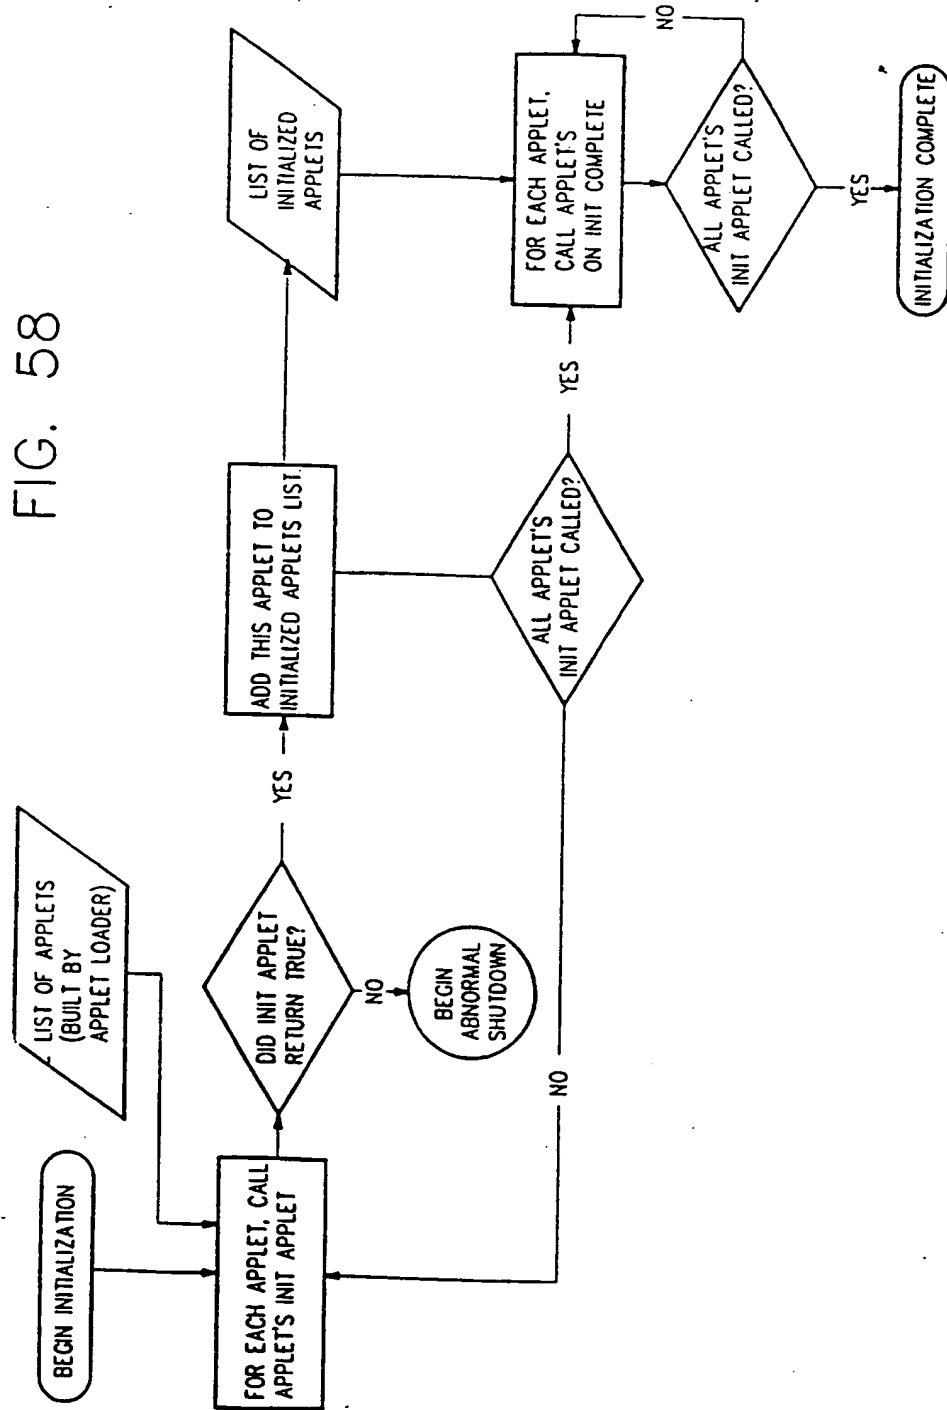 FIG. 58
BEGIN INITIALIZATION
LIST OF APPLETS
(BUILT BY
APPLET LOADER)
FOR EACH APPLET, CALL
APPLET'S INIT APPLET
DID INIT APPLET
RETURN TRUE?
YES
NO
BEGIN
ABNORMAL
SHUTDOWN
ADD THIS APPLET TO
INITIALIZED APPLETS LIST.
LIST OF
INITIALIZED
APPLETS
ALL APPLET'S
INIT APPLET CALLED?
NO
YES
FOR EACH APPLET,
CALL APPLET'S
ON INIT COMPLETE
ALL APPLET'S
INIT APPLET CALLED?
NO
YES
INITIALIZATION COMPLETE